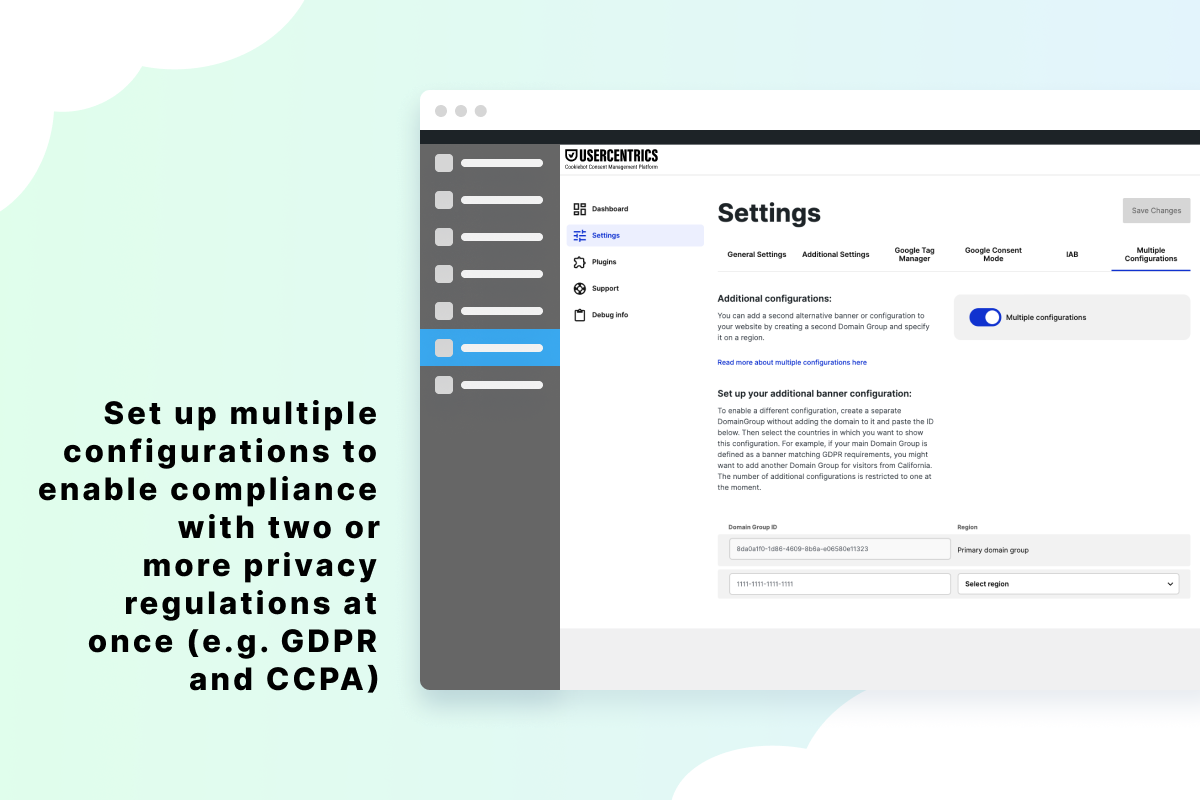 Set up multiple
configurations to
enable compliance
with two or
more privacy
regulations at
once (e.g. GDPR
and CCPA)
USERCENTRICS
Cookiebot Consent Management Platform
Dashboard
Settings
Plugins
Support
Debug info
Settings
Save Changes
General Settings
Additional Settings
Google Tag
Manager
Google Consent
Mode
IAB
Multiple
Configurations
Additional configurations:
You can add a second alternative banner or configuration to
your website by creating a second Domain Group and specify
it on a region.
Read more about multiple configurations here
Multiple configurations
Set up your additional banner configuration:
To enable a different configuration, create a separate
DomainGroup without adding the domain to it and paste the ID
below. Then select the countries in which you want to show
this configuration. For example, if your main Domain Group is
defined as a banner matching GDPR requirements, you might
want to add another Domain Group for visitors from California.
The number of additional configurations is restricted to one at
the moment.
Domain Group ID
Region
8da0a1f0-1d86-4609-8b6a-e06580e11323
Primary domain group
1111-1111-1111-1111
Select region